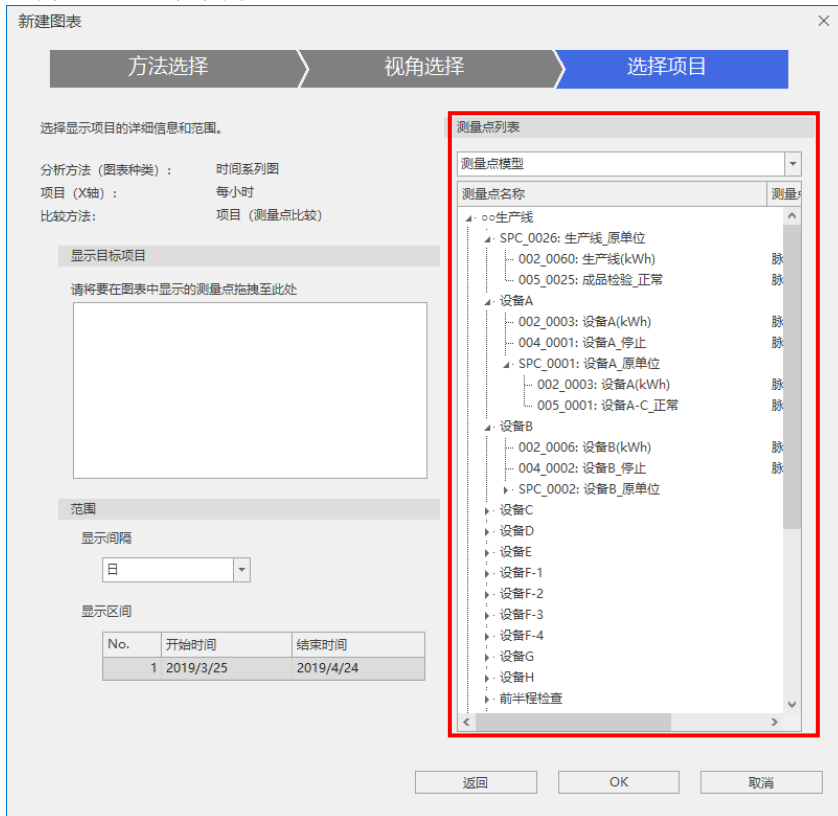 新建图表
方法选择
视角选择
选择项目
选择显示项目的详细信息和范围。
分析方法（图表种类）： 时间系列图
项目（X轴）： 每小时
比较方法： 项目（测量点比较）
显示目标项目
请将要在图表中显示的测量点拖拽至此处
范围
显示间隔
日
显示区间
No. 开始时间 结束时间
1 2019/3/25 2019/4/24
测量点列表
测量点模型
测量点名称 测量
○○生产线
SPC_0026: 生产线_原单位
002_0060: 生产线(kWh) 脉
005_0025: 成品检验_正常 脉
设备A
002_0003: 设备A(kWh) 脉
004_0001: 设备A_停止 脉
SPC_0001: 设备A_原单位
002_0003: 设备A(kWh) 脉
005_0001: 设备A-C_正常 脉
设备B
002_0006: 设备B(kWh) 脉
004_0002: 设备B_停止 脉
SPC_0002: 设备B_原单位
设备C
设备D
设备E
设备F-1
设备F-2
设备F-3
设备F-4
设备G
设备H
前半程检查
返回
OK
取消